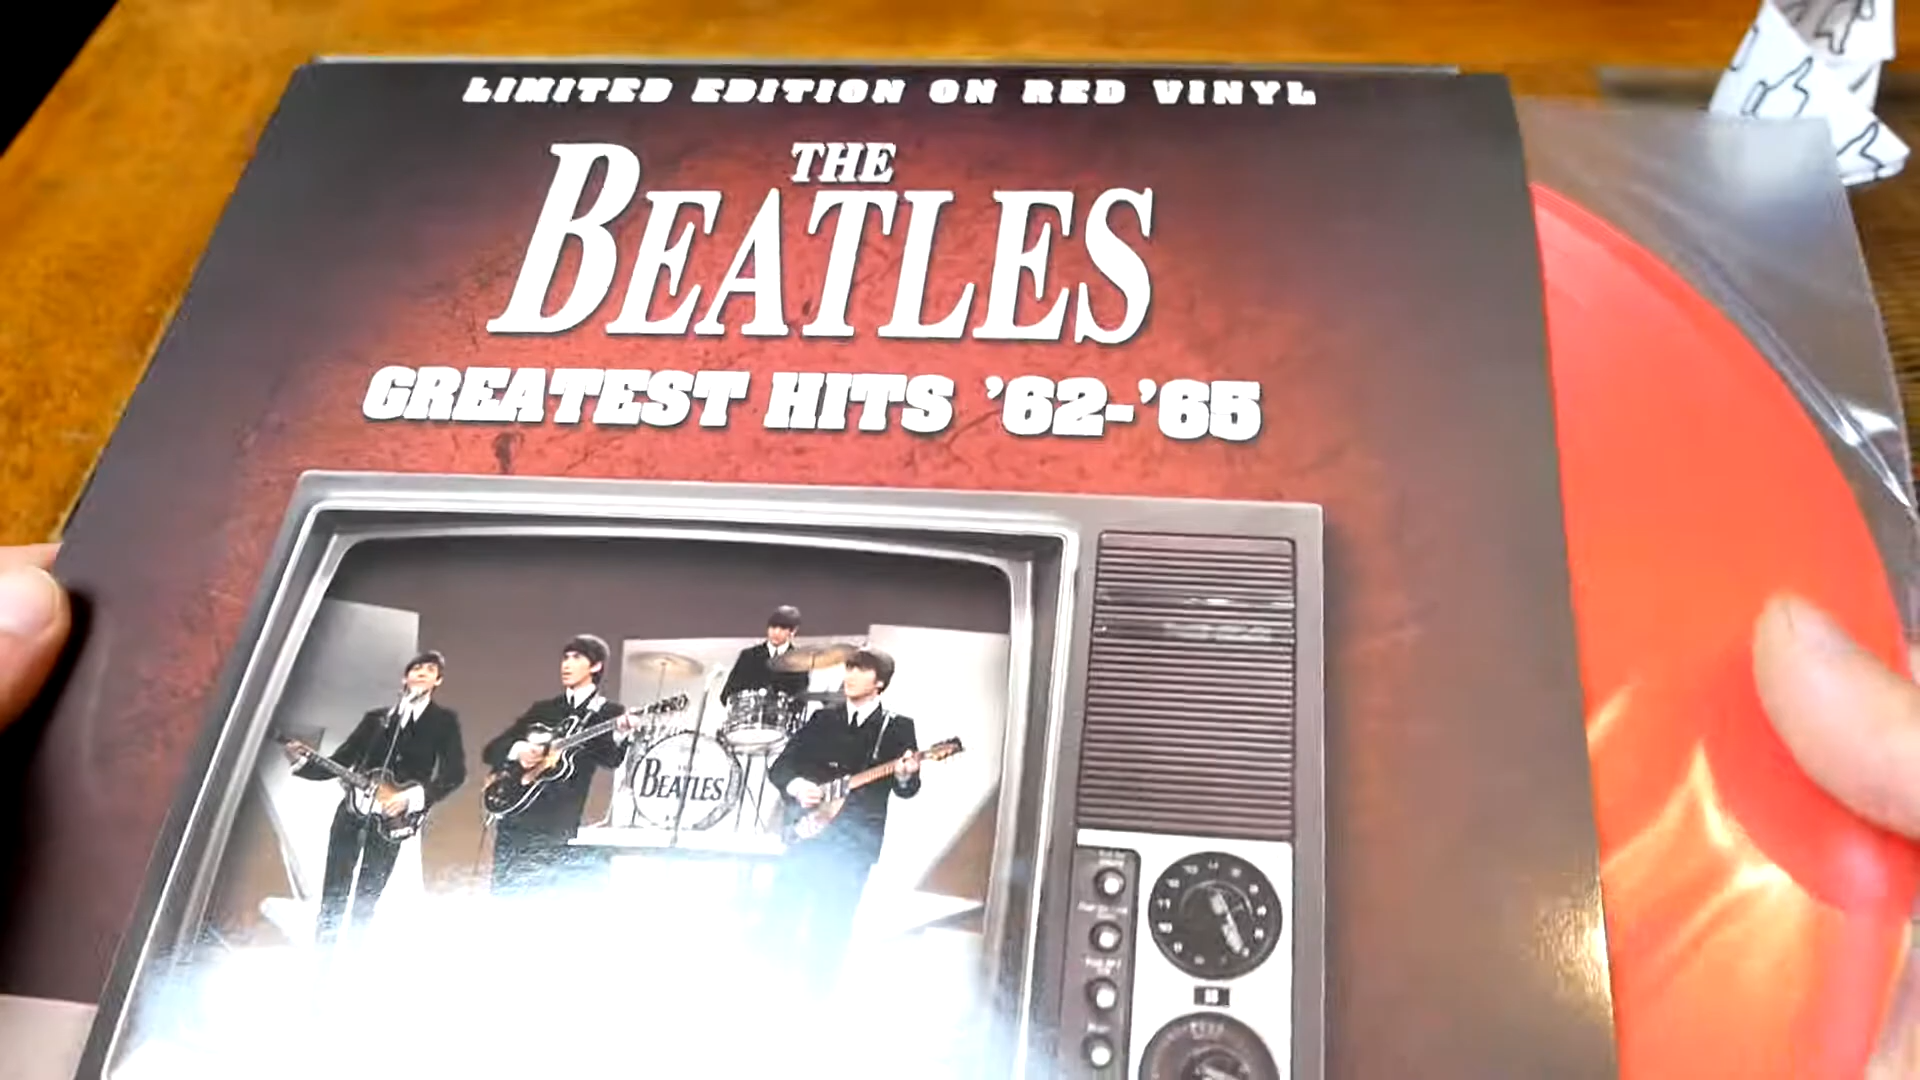 LIMITED EDITION ON RED VINYL
THE
BEATLES
GREATEST HITS '62-'65
BEATLES